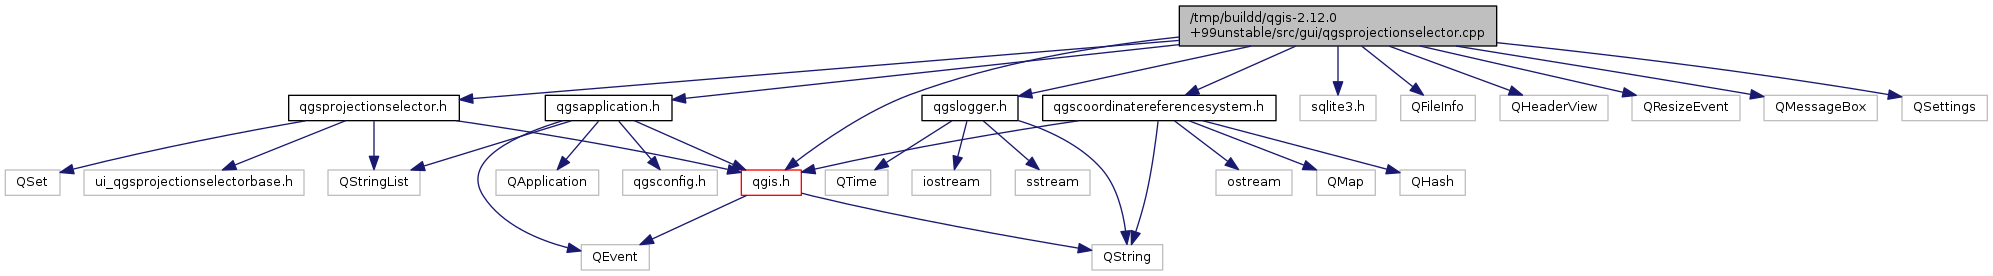 /tmp/buildd/qgis-2.12.0
+99unstable/src/gui/qgsprojectionselector.cpp
qgsprojectionselector.h
qgsapplication.h
qgslogger.h
qgscoordinatereferencesystem.h
sqlite3.h
QFileInfo
QHeaderView
QResizeEvent
QMessageBox
QSettings
QSet
ui_qgsprojectionselectorbase.h
QStringList
QApplication
qgsconfig.h
qgis.h
QTime
iostream
sstream
ostream
QMap
QHash
QEvent
QString